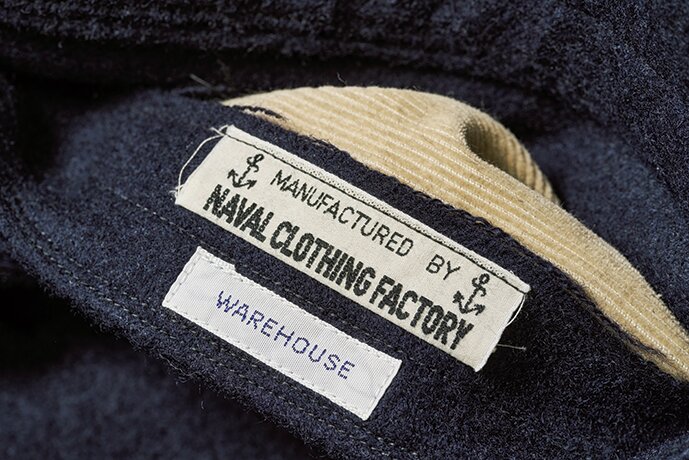 MANUFACTURED BY
NAVAL CLOTHING FACTORY
WAREHOUSE